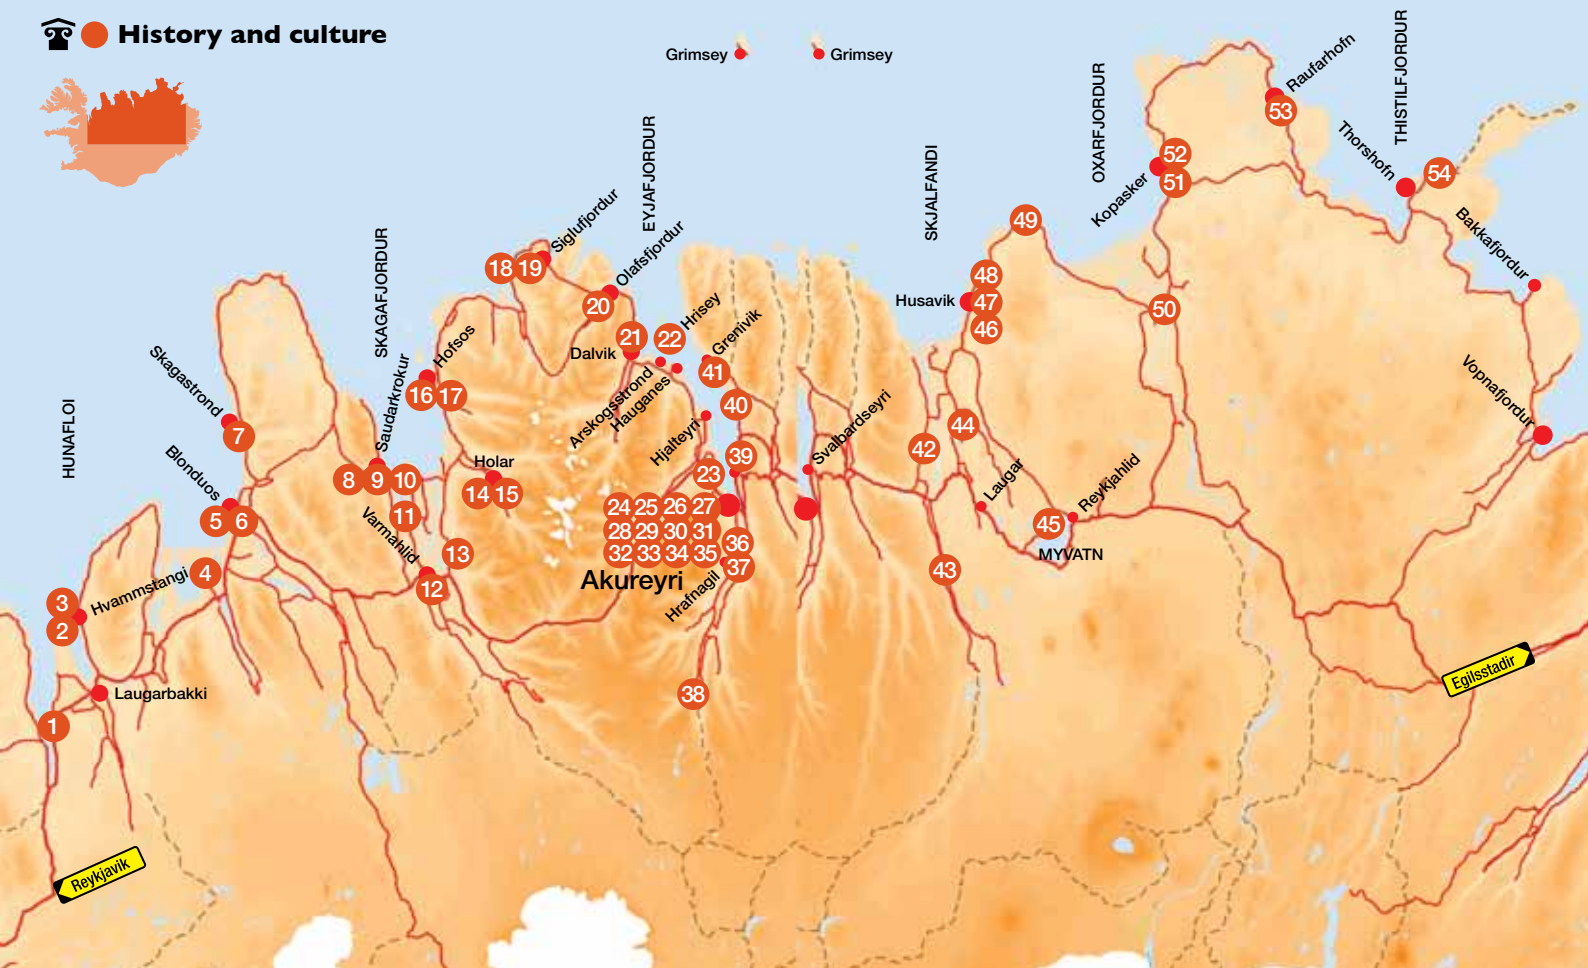 History and culture
Grimsey
Grimsey
HUNAFLOI
SKAGAFJORDUR
EYJAFJORDUR
SKJALFANDI
OXARFJORDUR
THISTILFJORDUR
Raufarhofn
53
Thorshofn
54
52
51
Kopasker
Bakkafjordur
49
48
Husavik
47
46
50
Siglufjordur
18 19
Olafsfjordur
20
21
Dalvik
22
Hrisey
Grenivik
41
Arskogsstrond
Hauganes
40
Hjalteyri
39
23
Svalbardseyri
Skagastrond
7
Blonduos
5 6
Saudarkrokur
8 9 10
11
Hofsos
16 17
Holar
14 15
Varmahlid
13
12
24 25 26 27
28 29 30 31
32 33 34 35
36
37
Akureyri
Hrafnagil
38
42
44
Laugar
Reykjahlid
45
MYVATN
43
Vopnafjordur
4
Hvammstangi
3
2
Laugarbakki
1
Reykjavik
Egilsstadir